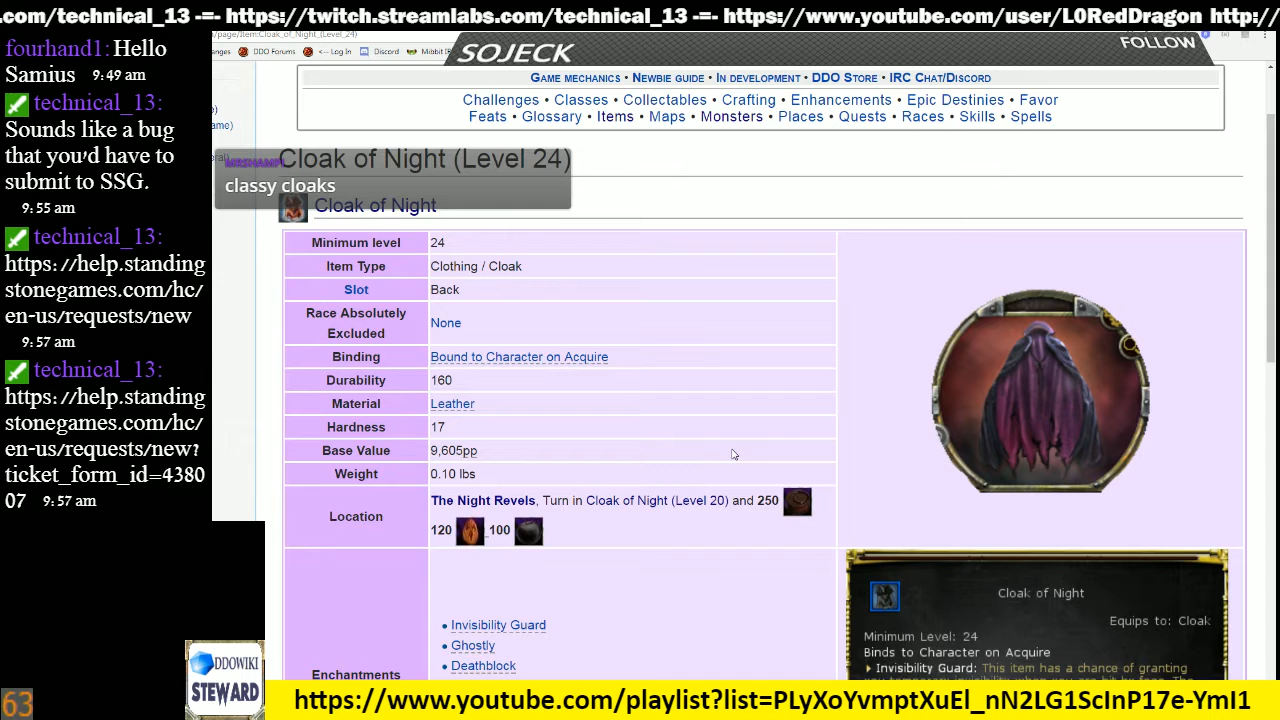 .com/technical_13 -=- https://twitch.streamlabs.com/technical_13 -=- https://www.youtube.com/user/L0RedDragon http://
fourhand1: Hello
Samius 9:49 am
technical_13:
Sounds like a bug
that you'd have to
submit to SSG.
9:55 am
technical_13:
https://help.standing
stonegames.com/hc/
en-us/requests/new
9:57 am
technical_13:
https://help.standing
stonegames.com/hc/
en-us/requests/new?
ticket_form_id=4380
07 9:57 am
63
DDOWIKI
STEWARD
page/Item:Cloak_of_Night_(Level_24)
DDO Forums <-- Log In Discord
SOJECK
FOLLOW
Game mechanics • Newbie guide • In development • DDO Store • IRC Chat/Discord
Challenges • Classes • Collectables • Crafting • Enhancements • Epic Destinies • Favor
Feats • Glossary • Items • Maps • Monsters • Places • Quests • Races • Skills • Spells
Cloak of Night (Level 24)
classy cloaks
Cloak of Night
Minimum level 24
Item Type Clothing / Cloak
Slot Back
Race Absolutely
Excluded None
Binding Bound to Character on Acquire
Durability 160
Material Leather
Hardness 17
Base Value 9,605pp
Weight 0.10 lbs
Location The Night Revels, Turn in Cloak of Night (Level 20) and 250
120 100
Enchantments
• Invisibility Guard
• Ghostly
• Deathblock
Cloak of Night
Equips to: Cloak
Minimum Level: 24
Binds to Character on Acquire
Invisibility Guard: This item has a chance of granting
https://www.youtube.com/playlist?list=PLyXoYvmptXuEl_nN2LG1ScInP17e-YmI1